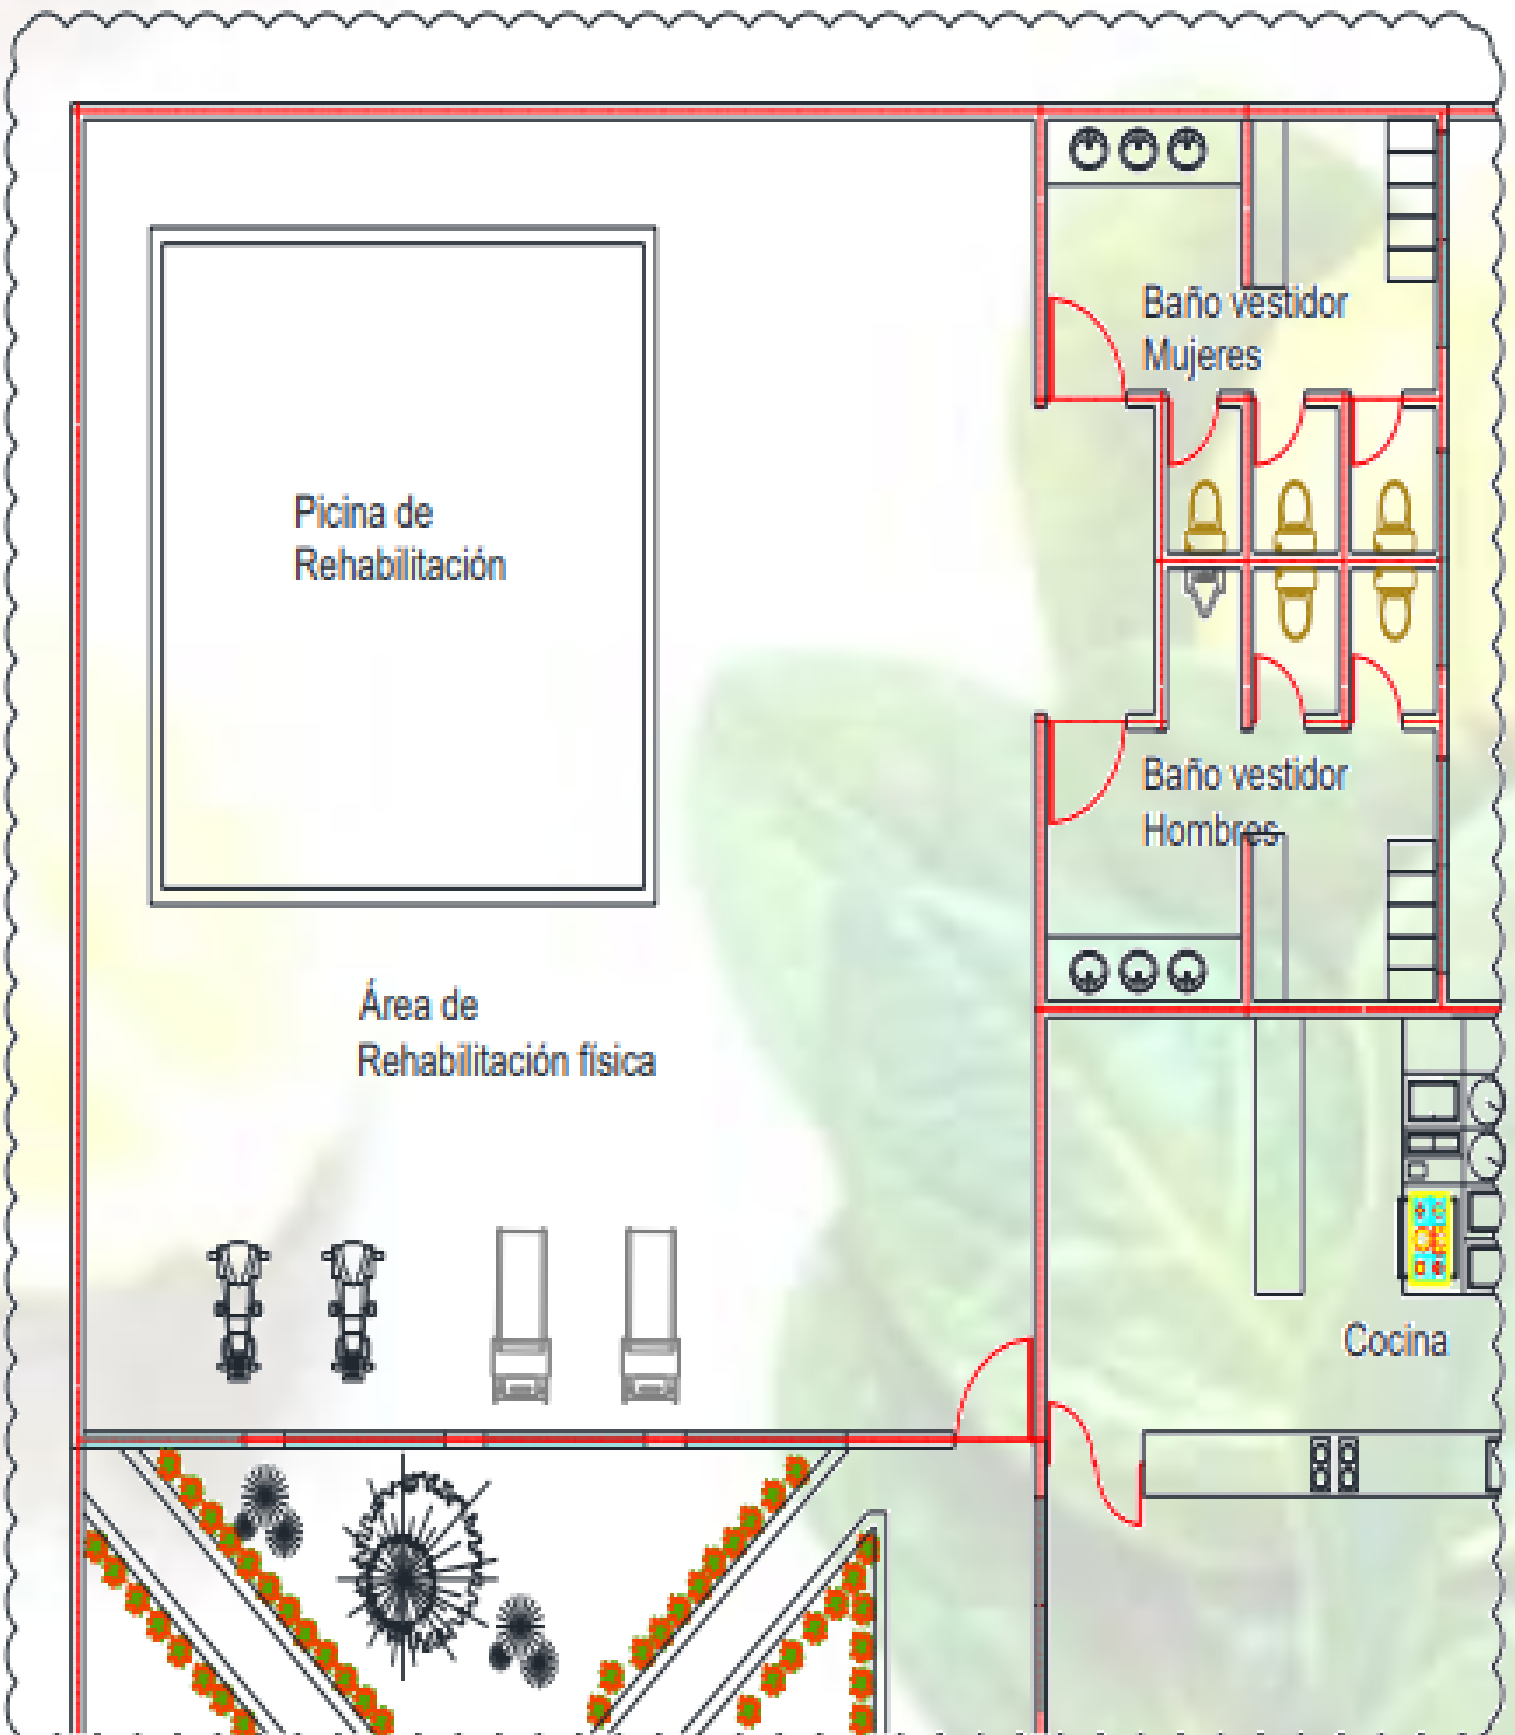 Baño vestidor
Mujeres
Picina de
Rehabilitación
Baño vestidor
Hombres
Área de
Rehabilitación física
Cocina